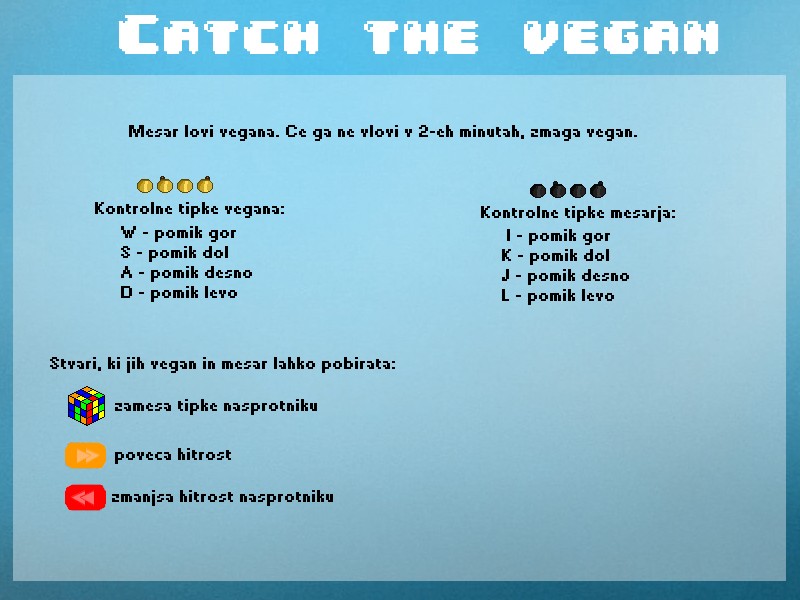 Catch the vegan
Mesar lovi vegana. Ce ga ne vlovi v 2-eh minutah, zmaga vegan.
Kontrolne tipke vegana:
W - pomik gor
S - pomik dol
A - pomik desno
D - pomik levo
Kontrolne tipke mesarja:
I - pomik gor
K - pomik dol
J - pomik desno
L - pomik levo
Stvari, ki jih vegan in mesar lahko pobirata:
zamesa tipke nasprotniku
poveca hitrost
zmanjsa hitrost nasprotniku